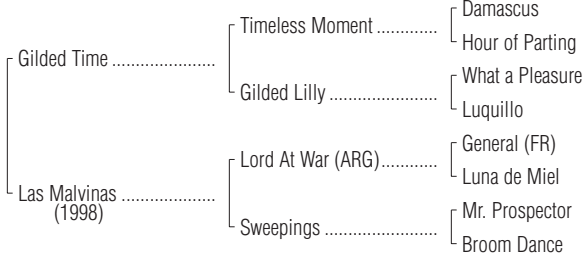 Damascus
Timeless Moment .............
Hour of Parting
Gilded Time ......................
What a Pleasure
Gilded Lilly .......................
Luquillo
General (FR)
Lord At War (ARG)............
Luna de Miel
Las Malvinas ....................
(1998)
Mr. Prospector
Sweepings ........................
Broom Dance